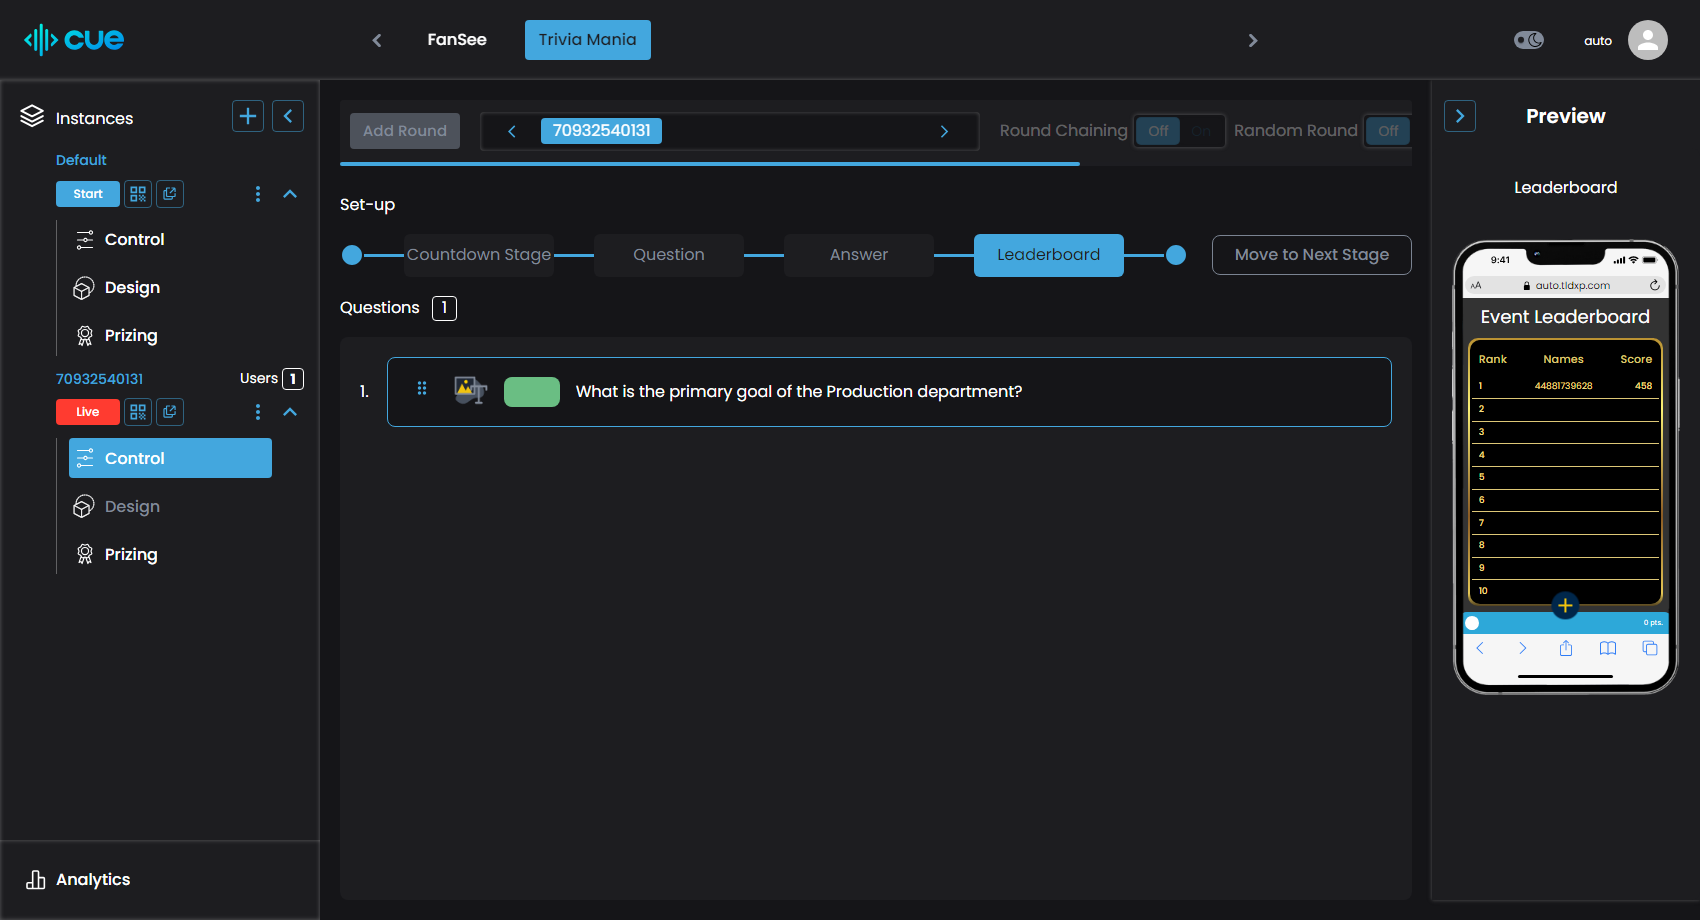 cue
FanSee
Trivia Mania
auto
Instances
Default
Start
Control
Design
Prizing
70932540131
Users 1
Live
Control
Design
Prizing
Analytics
Add Round
70932540131
Round Chaining
Off
On
Random Round
Off
Set-up
Countdown Stage
Question
Answer
Leaderboard
Move to Next Stage
Questions 1
1.
What is the primary goal of the Production department?
Preview
Leaderboard
9:41
AA
auto.tldxp.com
Event Leaderboard
Rank Names Score
1 44881739628 458
2
3
4
5
6
7
8
9
10
0 pts.